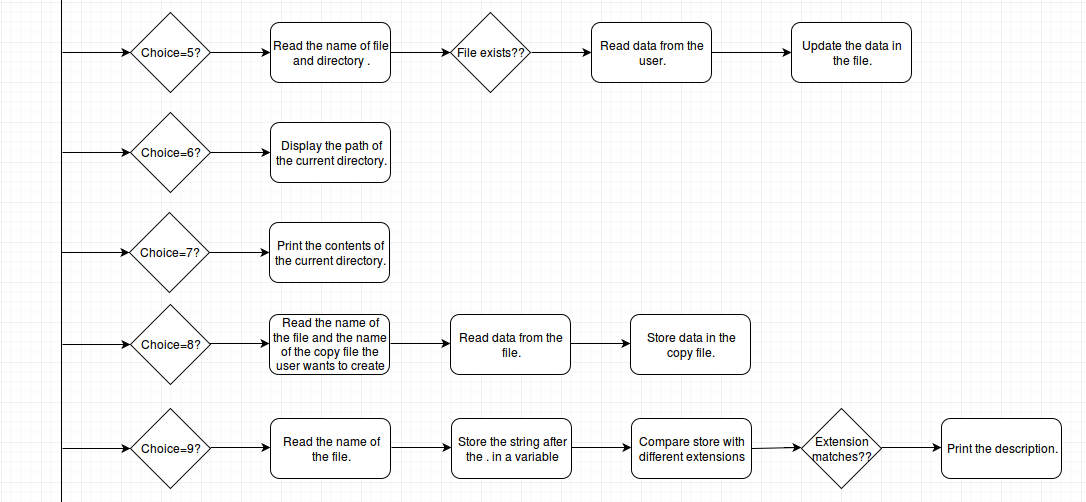 Choice=5?
Read the name of file
and directory .
File exists??
Read data from the
user.
Update the data in
the file.
Choice=6?
Display the path of
the current directory.
Choice=7?
Print the contents of
the current directory.
Choice=8?
Read the name of
the file and the name
of the copy file the
user wants to create
Read data from the
file.
Store data in the
copy file.
Choice=9?
Read the name of
the file.
Store the string after
the . in a variable
Compare store with
different extensions
Extension
matches??
Print the description.